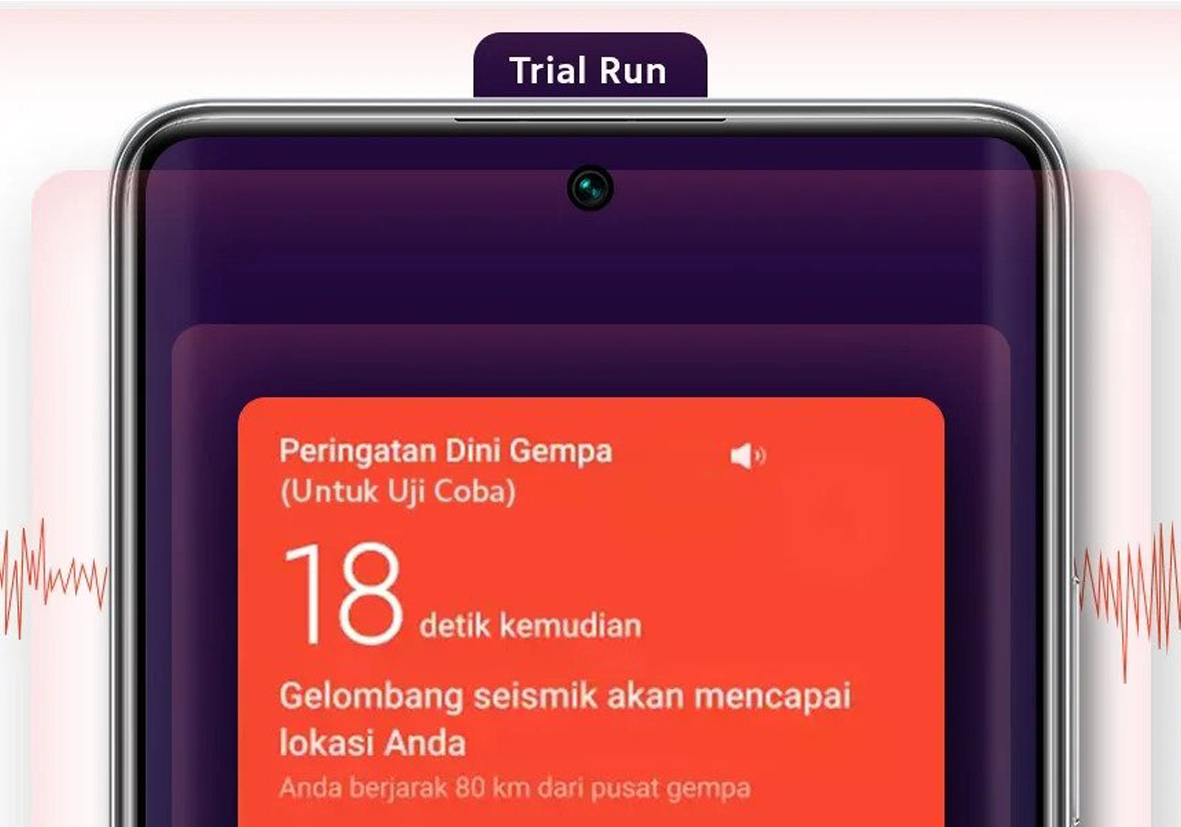 Trial Run
Peringatan Dini Gempa
(Untuk Uji Coba)
18 detik kemudian
Gelombang seismik akan mencapai
lokasi Anda
Anda berjarak 80 km dari pusat gempa